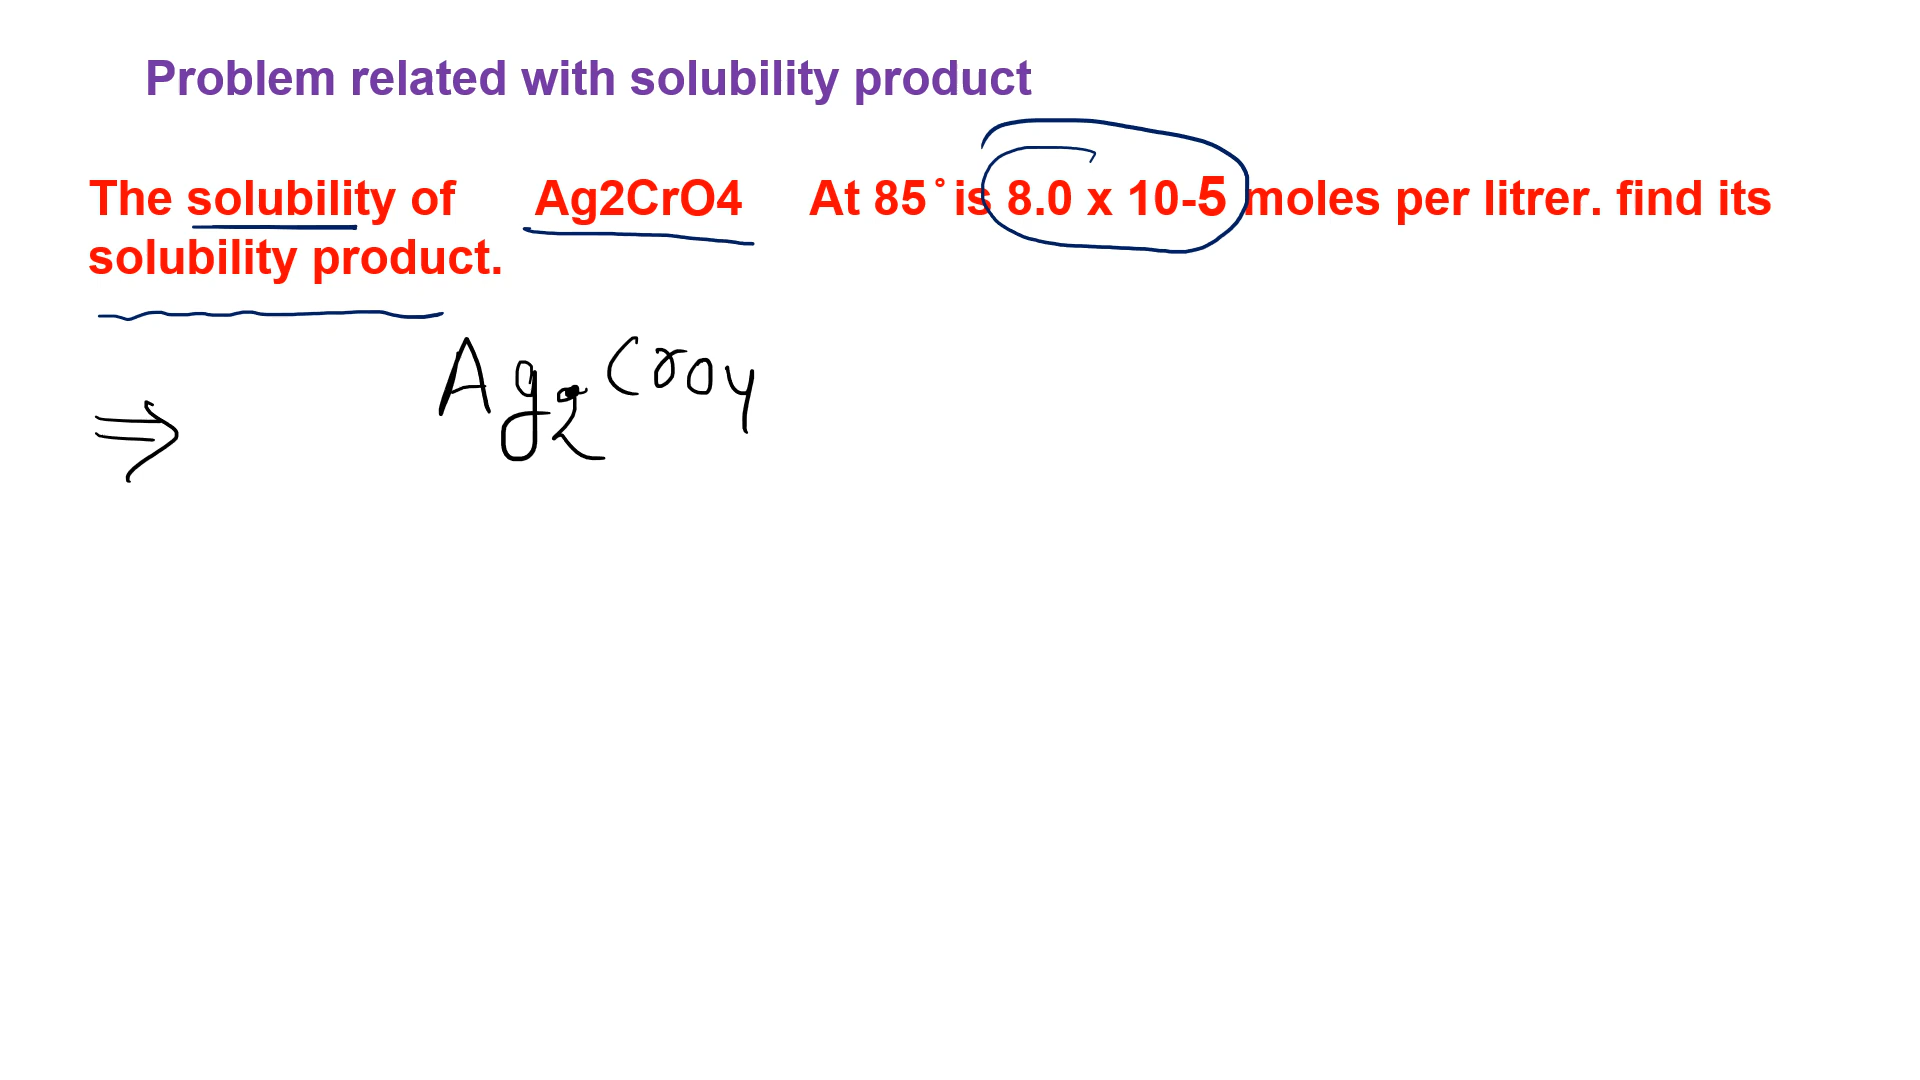 Problem related with solubility product
The solubility of Ag2CrO4 At 85° is 8.0 x 10-5 moles per litrer. find its
solubility product.
⇒ Ag2CrO4